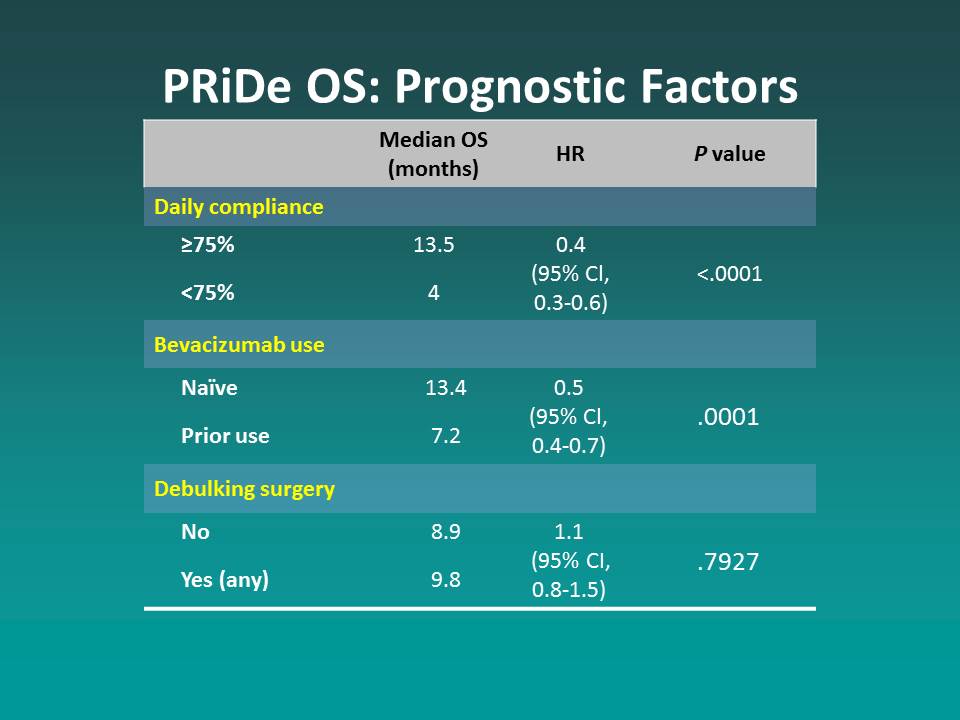 PRiDe OS: Prognostic Factors
Median OS
(months)
HR
P value
Daily compliance
≥75%
13.5
0.4
(95% Cl,
0.3-0.6)
<.0001
<75%
4
Bevacizumab use
Naïve
13.4
0.5
(95% Cl,
0.4-0.7)
.0001
Prior use
7.2
Debulking surgery
No
8.9
1.1
(95% CI,
0.8-1.5)
.7927
Yes (any)
9.8